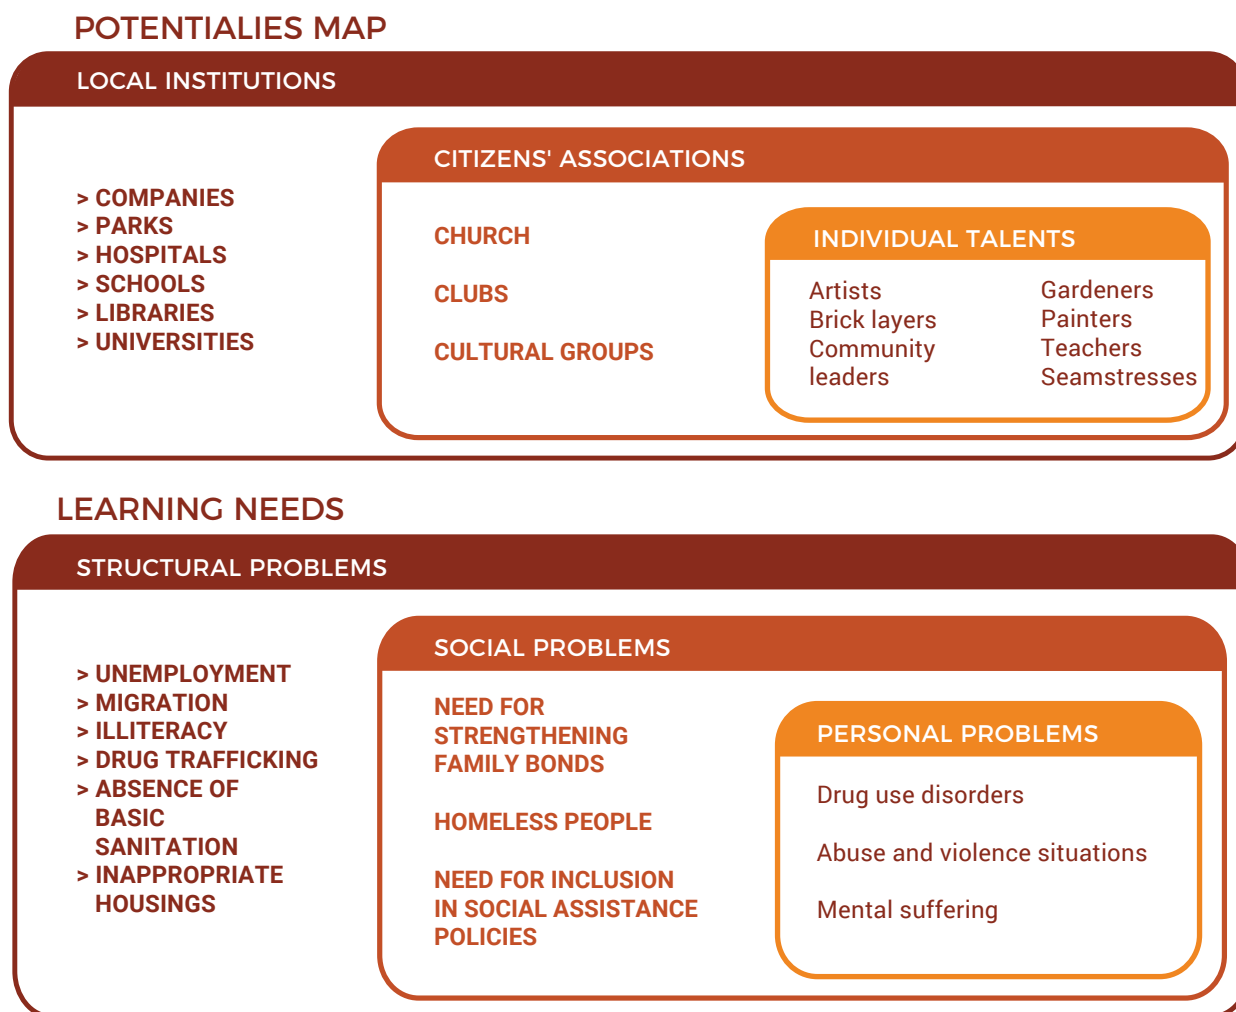 POTENTIALIES MAP
LOCAL INSTITUTIONS
> COMPANIES
> PARKS
> HOSPITALS
> SCHOOLS
> LIBRARIES
> UNIVERSITIES
CITIZENS' ASSOCIATIONS
CHURCH
CLUBS
CULTURAL GROUPS
INDIVIDUAL TALENTS
Artists
Brick layers
Community
leaders
Gardeners
Painters
Teachers
Seamstresses
LEARNING NEEDS
STRUCTURAL PROBLEMS
> UNEMPLOYMENT
> MIGRATION
> ILLITERACY
> DRUG TRAFFICKING
> ABSENCE OF
BASIC
SANITATION
> INAPPROPRIATE
HOUSINGS
SOCIAL PROBLEMS
NEED FOR
STRENGTHENING
FAMILY BONDS
HOMELESS PEOPLE
NEED FOR INCLUSION
IN SOCIAL ASSISTANCE
POLICIES
PERSONAL PROBLEMS
Drug use disorders
Abuse and violence situations
Mental suffering